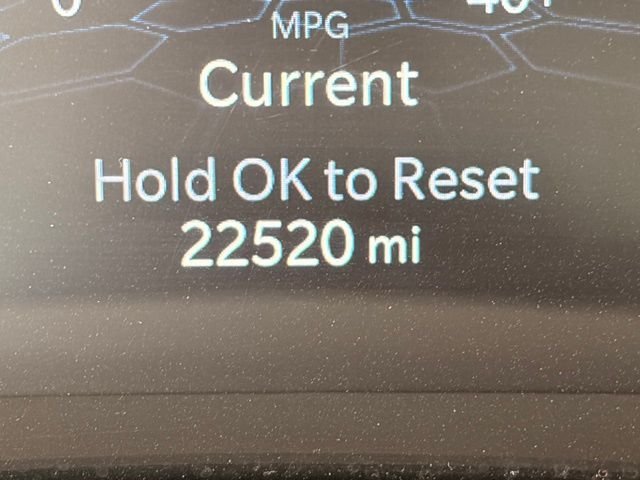 MPG
Current
Hold OK to Reset
22520 mi